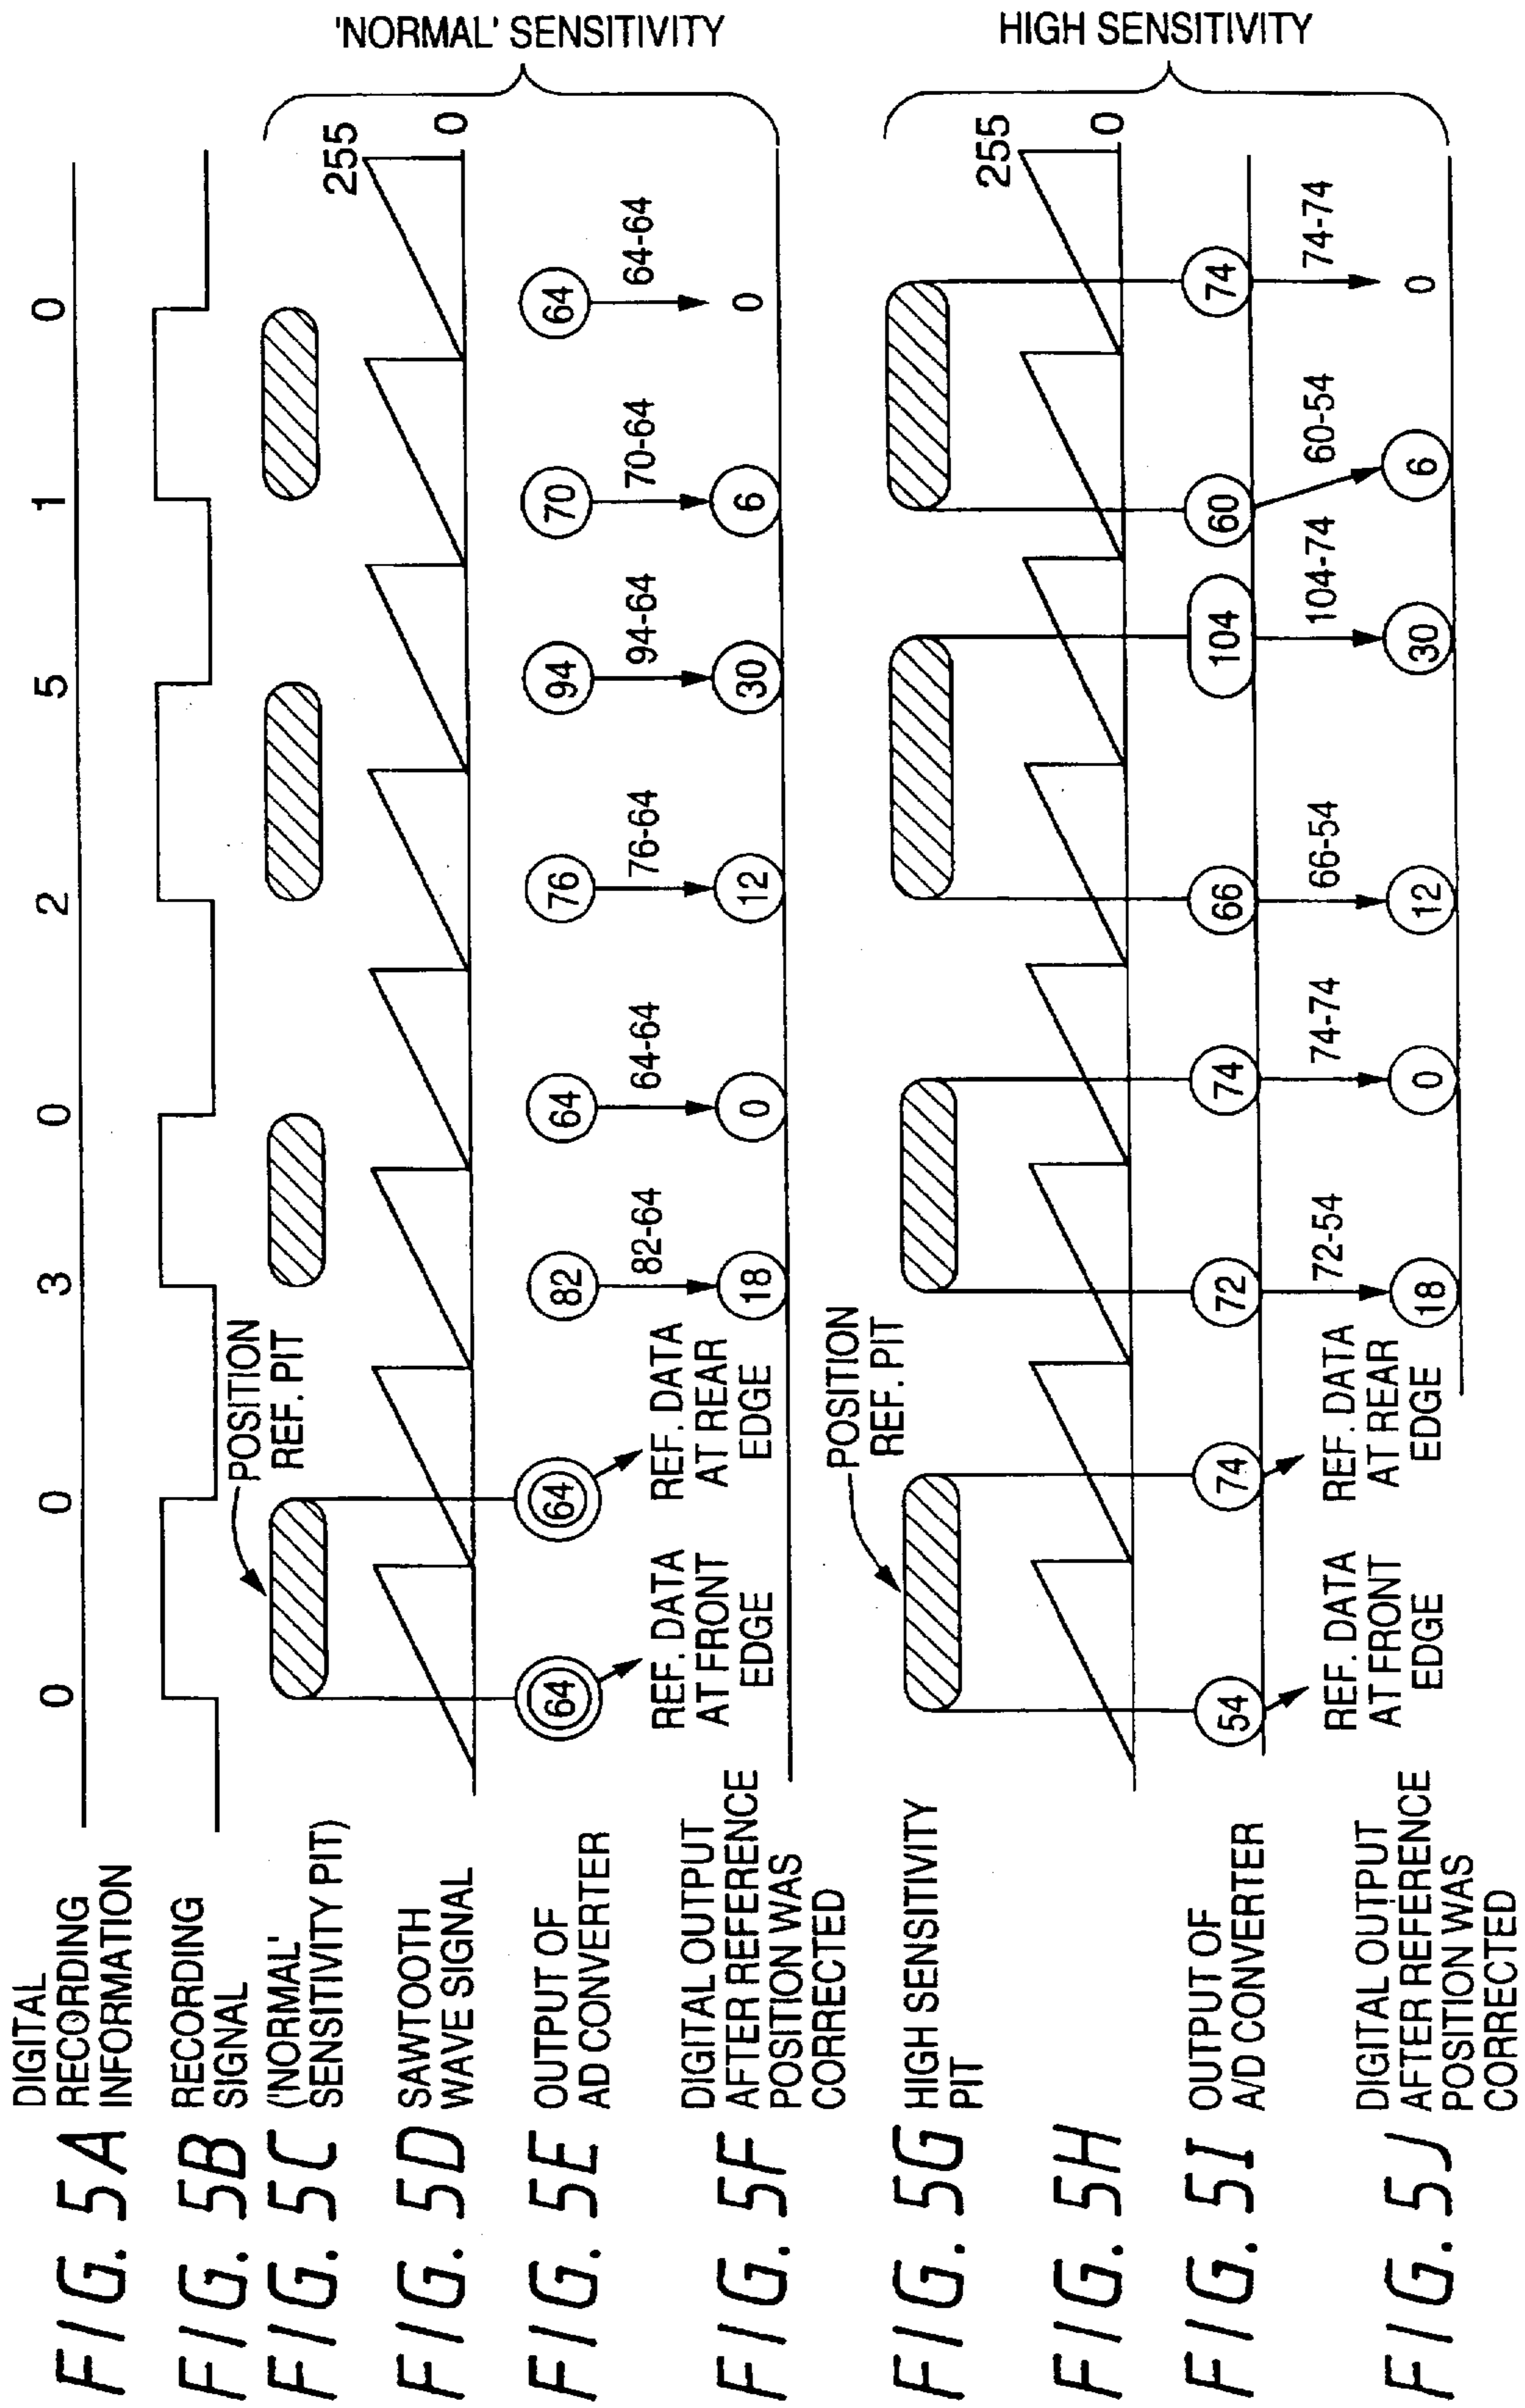 FIG. 5A DIGITAL
RECORDING
INFORMATION
0 0 3 0 2 5 1 0
FIG. 5B RECORDING
SIGNAL
FIG. 5C ('NORMAL'
SENSITIVITY PIT)
POSITION
REF. PIT
'NORMAL' SENSITIVITY
FIG. 5D SAWTOOTH
WAVE SIGNAL
255
0
FIG. 5E OUTPUT OF
AD CONVERTER
64 64 82 64 76 94 70 64
REF. DATA
AT FRONT
EDGE
REF. DATA
AT REAR
EDGE
82-64 64-64 76-64 94-64 70-64 64-64
FIG. 5F DIGITAL OUTPUT
AFTER REFERENCE
POSITION WAS
CORRECTED
18 0 12 30 6 0
FIG. 5G HIGH SENSITIVITY
PIT
POSITION
REF. PIT
HIGH SENSITIVITY
FIG. 5H
255
0
FIG. 5I OUTPUT OF
A/D CONVERTER
54 74 72 74 66 104 60 74
REF. DATA
AT FRONT
EDGE
REF. DATA
AT REAR
EDGE
72-54 74-74 66-54 104-74 60-54 74-74
FIG. 5J DIGITAL OUTPUT
AFTER REFERENCE
POSITION WAS
CORRECTED
18 0 12 30 6 0